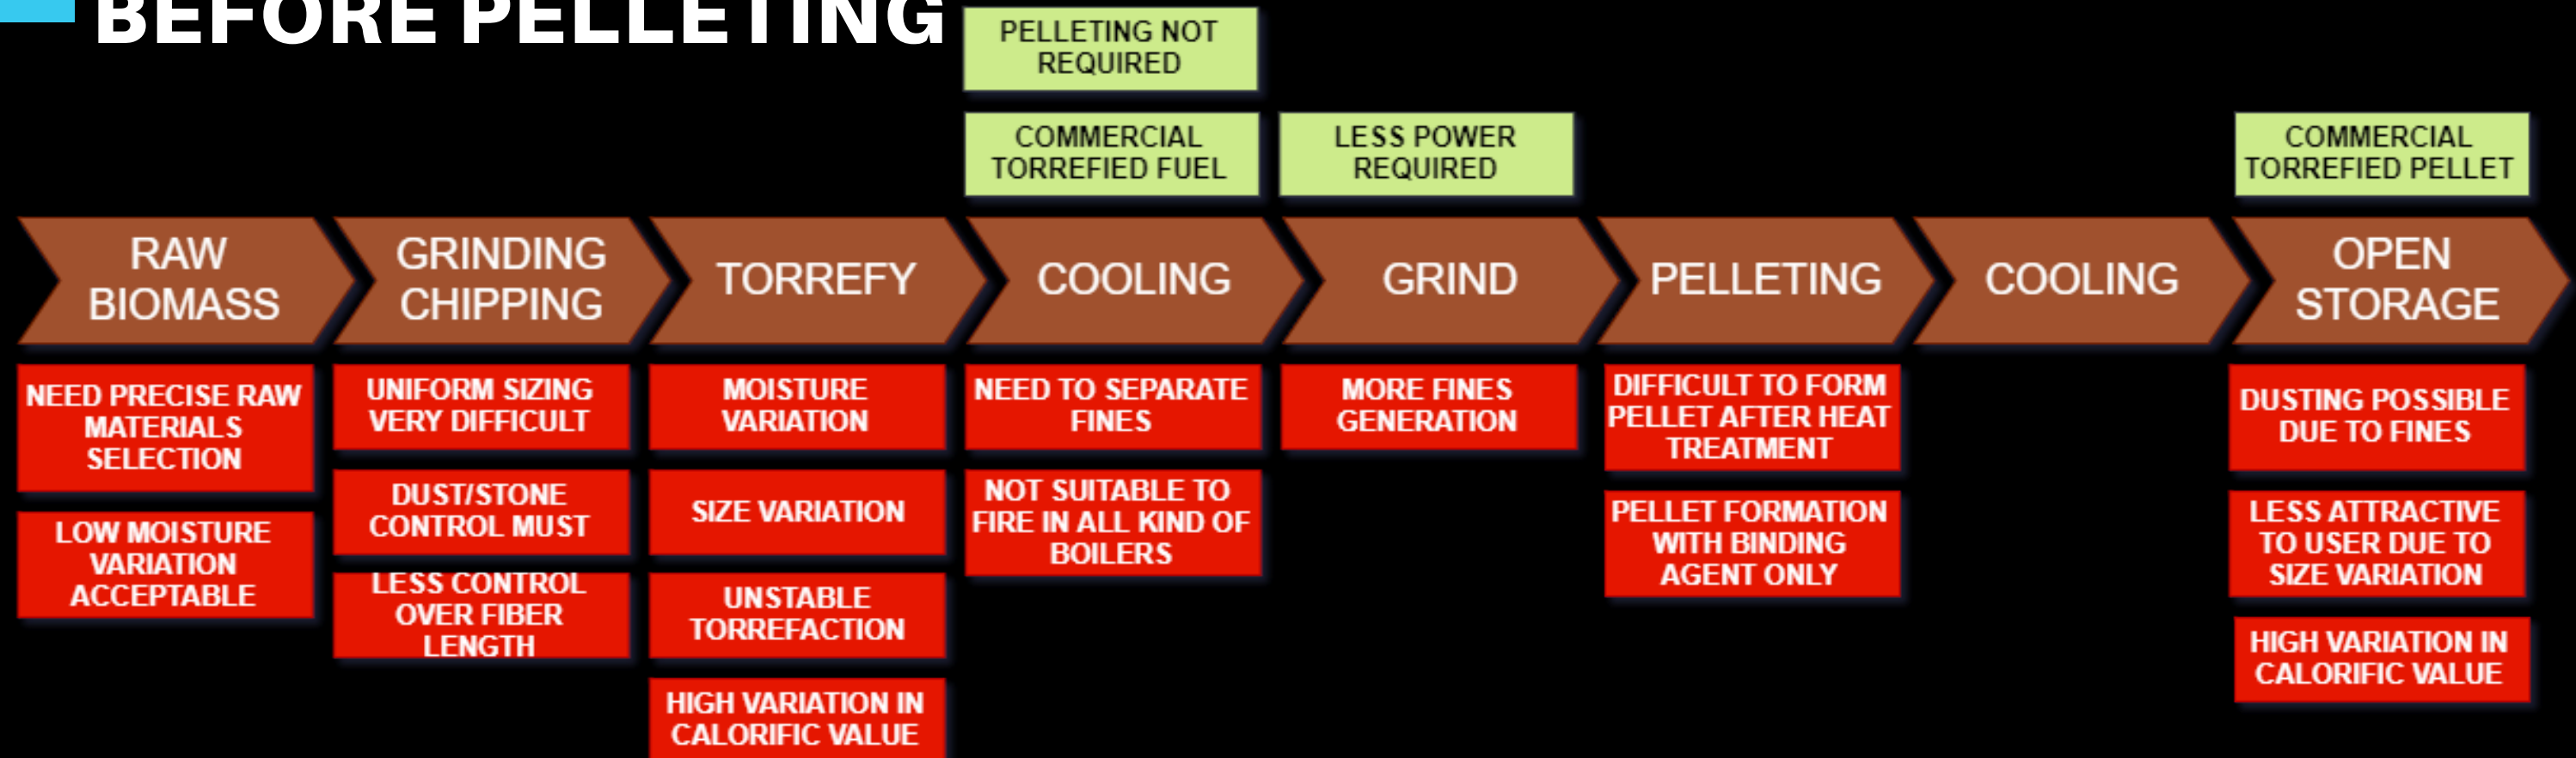 BEFORE PELLETING
PELLETING NOT
REQUIRED
COMMERCIAL
TORREFIED FUEL
LESS POWER
REQUIRED
COMMERCIAL
TORREFIED PELLET
RAW
BIOMASS
GRINDING
CHIPPING
TORREFY
COOLING
GRIND
PELLETING
COOLING
OPEN
STORAGE
NEED PRECISE RAW
MATERIALS
SELECTION
LOW MOISTURE
VARIATION
ACCEPTABLE
UNIFORM SIZING
VERY DIFFICULT
DUST/STONE
CONTROL MUST
LESS CONTROL
OVER FIBER
LENGTH
MOISTURE
VARIATION
SIZE VARIATION
UNSTABLE
TORREFACTION
HIGH VARIATION IN
CALORIFIC VALUE
NEED TO SEPARATE
FINES
NOT SUITABLE TO
FIRE IN ALL KIND OF
BOILERS
MORE FINES
GENERATION
DIFFICULT TO FORM
PELLET AFTER HEAT
TREATMENT
PELLET FORMATION
WITH BINDING
AGENT ONLY
DUSTING POSSIBLE
DUE TO FINES
LESS ATTRACTIVE
TO USER DUE TO
SIZE VARIATION
HIGH VARIATION IN
CALORIFIC VALUE